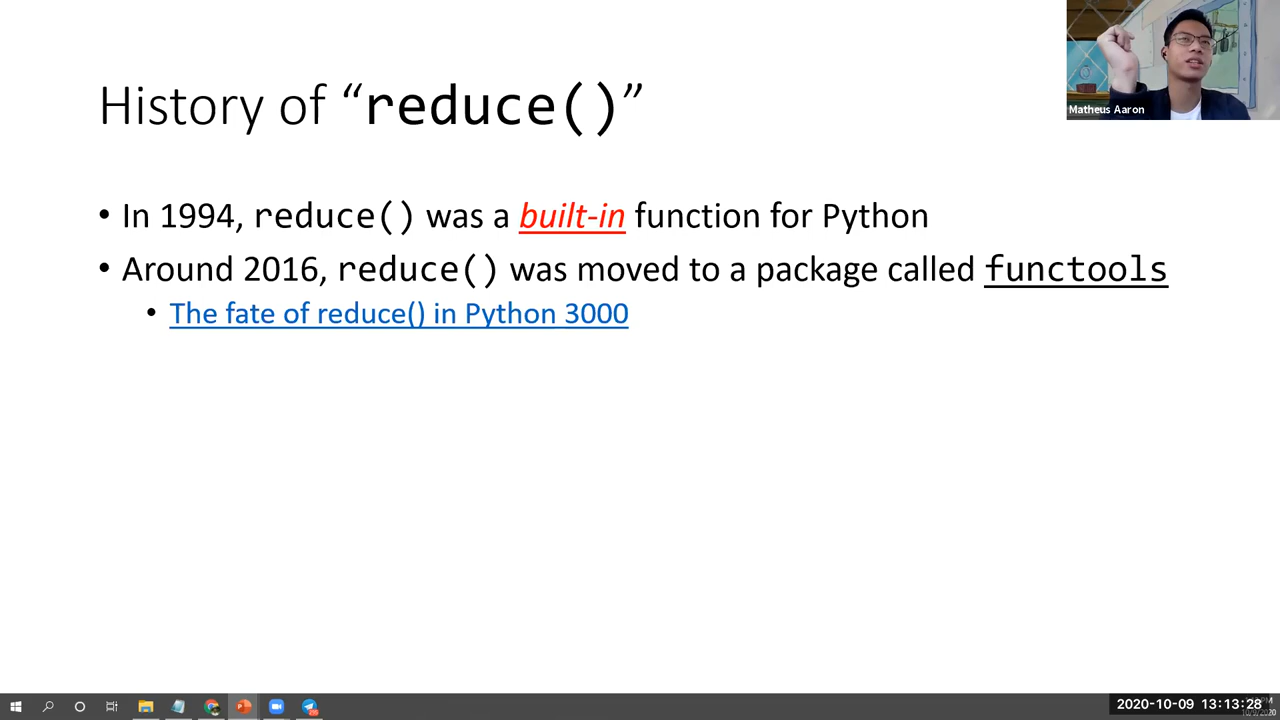 Matheus Aaron
History of “reduce()”
• In 1994, reduce() was a built-in function for Python
• Around 2016, reduce() was moved to a package called functools
• The fate of reduce() in Python 3000
2020-10-09 13:13:28